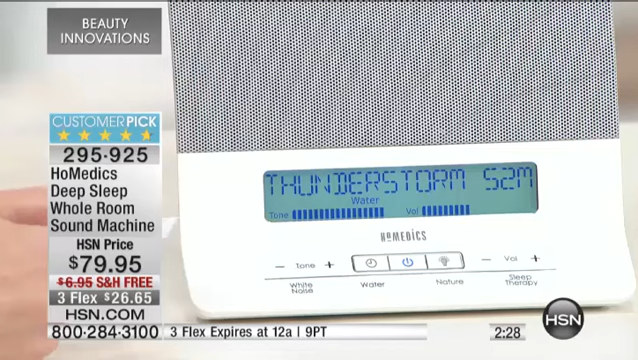 BEAUTY
INNOVATIONS
CUSTOMER PICK
295-925
HoMedics
Deep Sleep
Whole Room
Sound Machine
HSN Price
$79.95
$6.95 S&H FREE
3 Flex $26.65
HSN.COM
800-284-3100
3 Flex Expires at 12a | 9PT
2:28
HSN
THUNDERSTORM 52M
Water
Tone
Vol
HOMEDICS
− Tone +
− Vol +
White
Noise
Water
Nature
Sleep
Therapy